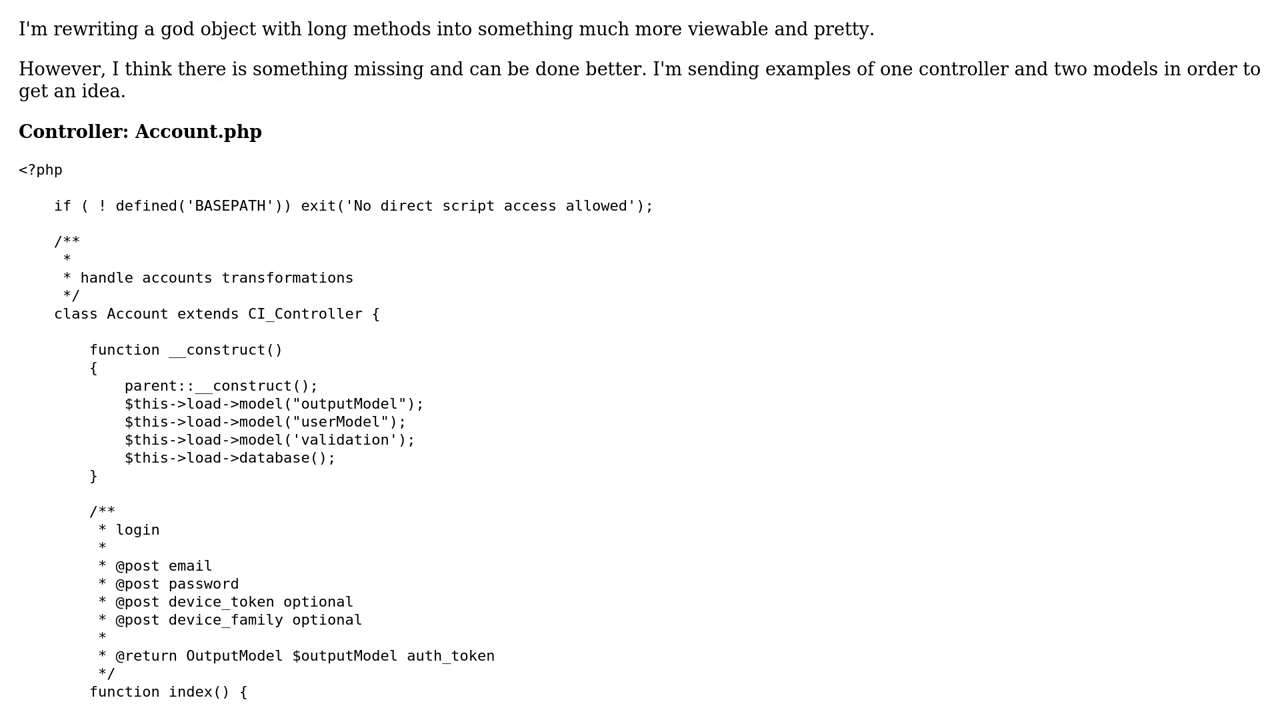 I'm rewriting a god object with long methods into something much more viewable and pretty.
However, I think there is something missing and can be done better. I'm sending examples of one controller and two models in order to
get an idea.
Controller: Account.php
<?php
    if ( ! defined('BASEPATH')) exit('No direct script access allowed');
    /**
     *
     * handle accounts transformations
     */
    class Account extends CI_Controller {
        function __construct()
        {
            parent::__construct();
            $this->load->model("outputModel");
            $this->load->model("userModel");
            $this->load->model('validation');
            $this->load->database();
        }
        /**
         * login
         *
         * @post email
         * @post password
         * @post device_token optional
         * @post device_family optional
         *
         * @return OutputModel $outputModel auth_token
         */
        function index() {